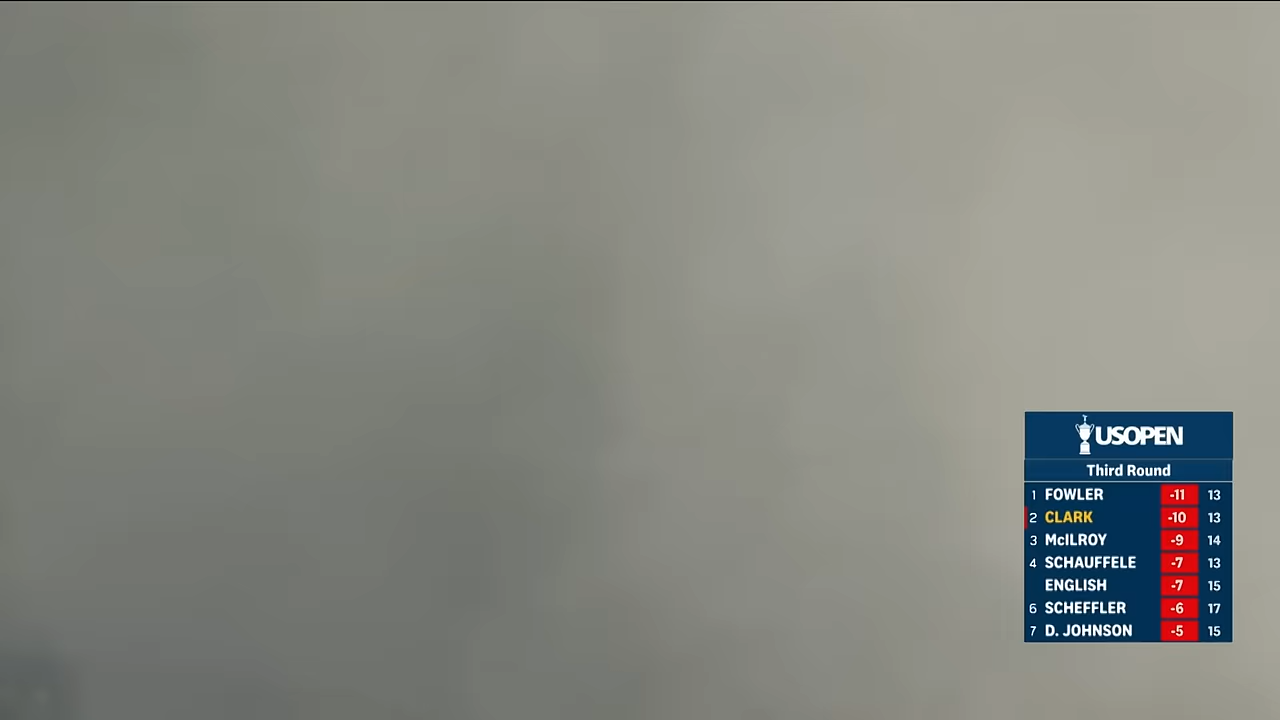 USOPEN
Third Round
1 FOWLER -11 13
2 CLARK -10 13
3 McILROY -9 14
4 SCHAUFFELE -7 13
ENGLISH -7 15
6 SCHEFFLER -6 17
7 D. JOHNSON -5 15